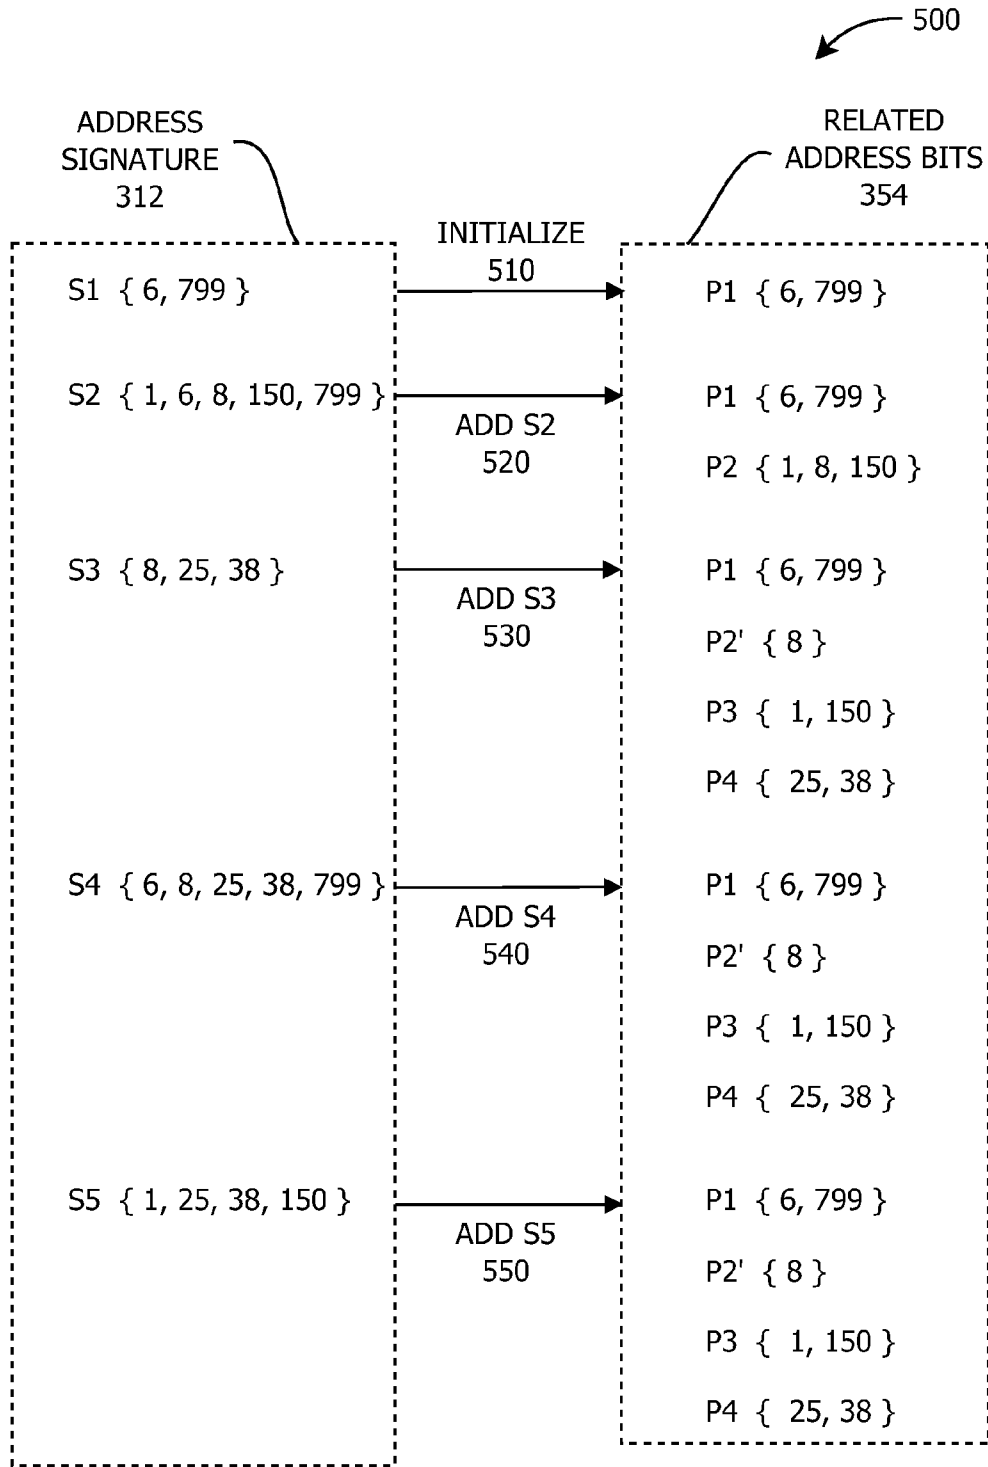 500
ADDRESS
SIGNATURE
312
RELATED
ADDRESS BITS
354
INITIALIZE
510
S1 { 6, 799 }
P1 { 6, 799 }
S2 { 1, 6, 8, 150, 799 }
ADD S2
520
P1 { 6, 799 }
P2 { 1, 8, 150 }
S3 { 8, 25, 38 }
ADD S3
530
P1 { 6, 799 }
P2' { 8 }
P3 { 1, 150 }
P4 { 25, 38 }
S4 { 6, 8, 25, 38, 799 }
ADD S4
540
P1 { 6, 799 }
P2' { 8 }
P3 { 1, 150 }
P4 { 25, 38 }
S5 { 1, 25, 38, 150 }
ADD S5
550
P1 { 6, 799 }
P2' { 8 }
P3 { 1, 150 }
P4 { 25, 38 }